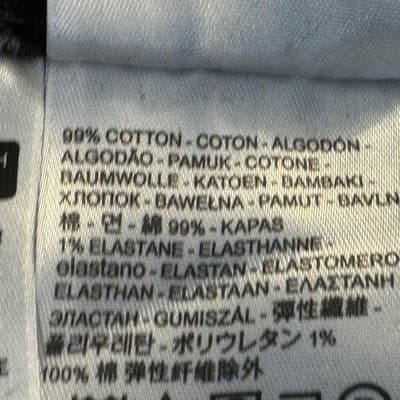 99% COTTON - COTON - ALGODÓN -
ALGODÃO - PAMUK - COTONE -
BAUMWOLLE - KATOEN - BAMBAKI -
ХЛОПОК - BAWEŁNA - PAMUT - BAVLN
棉 - 면 - 綿 99% - KAPAS
1% ELASTANE - ELASTHANNE -
elastano - ELASTAN - ELASTOMERO
ELASTHAN - ELASTAAN - ΕΛΑΣΤΑΝΗ
ЭЛАСТАН - GUMISZÁL - 彈性纖維 -
폴리우레탄 - ポリウレタン 1%
100% 棉 弹性纤维除外